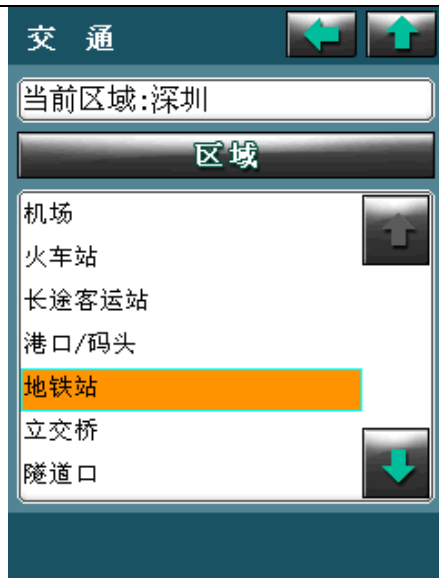 交 通
当前区域:深圳
区域
机场
火车站
长途客运站
港口/码头
地铁站
立交桥
隧道口